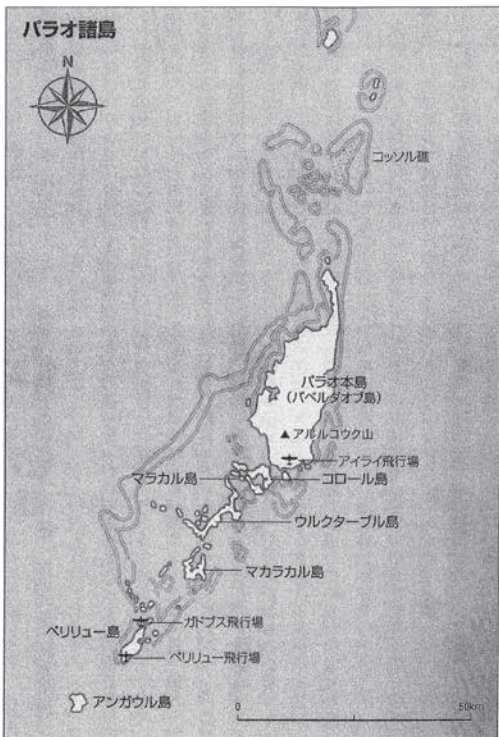 パラオ諸島
N
コッソル礁
パラオ本島
(バベルダオブ島)
アルルコウク山
アイライ飛行場
マラカル島
コロール島
ウルクターブル島
マカラカル島
ガドブス飛行場
ペリリュー島
ペリリュー飛行場
アンガウル島
0
50km